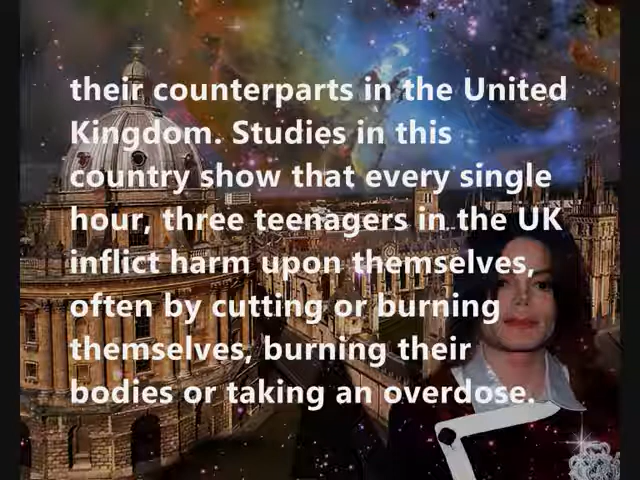 their counterparts in the United
Kingdom. Studies in this
country show that every single
hour, three teenagers in the UK
inflict harm upon themselves,
often by cutting or burning
themselves, burning their
bodies or taking an overdose.